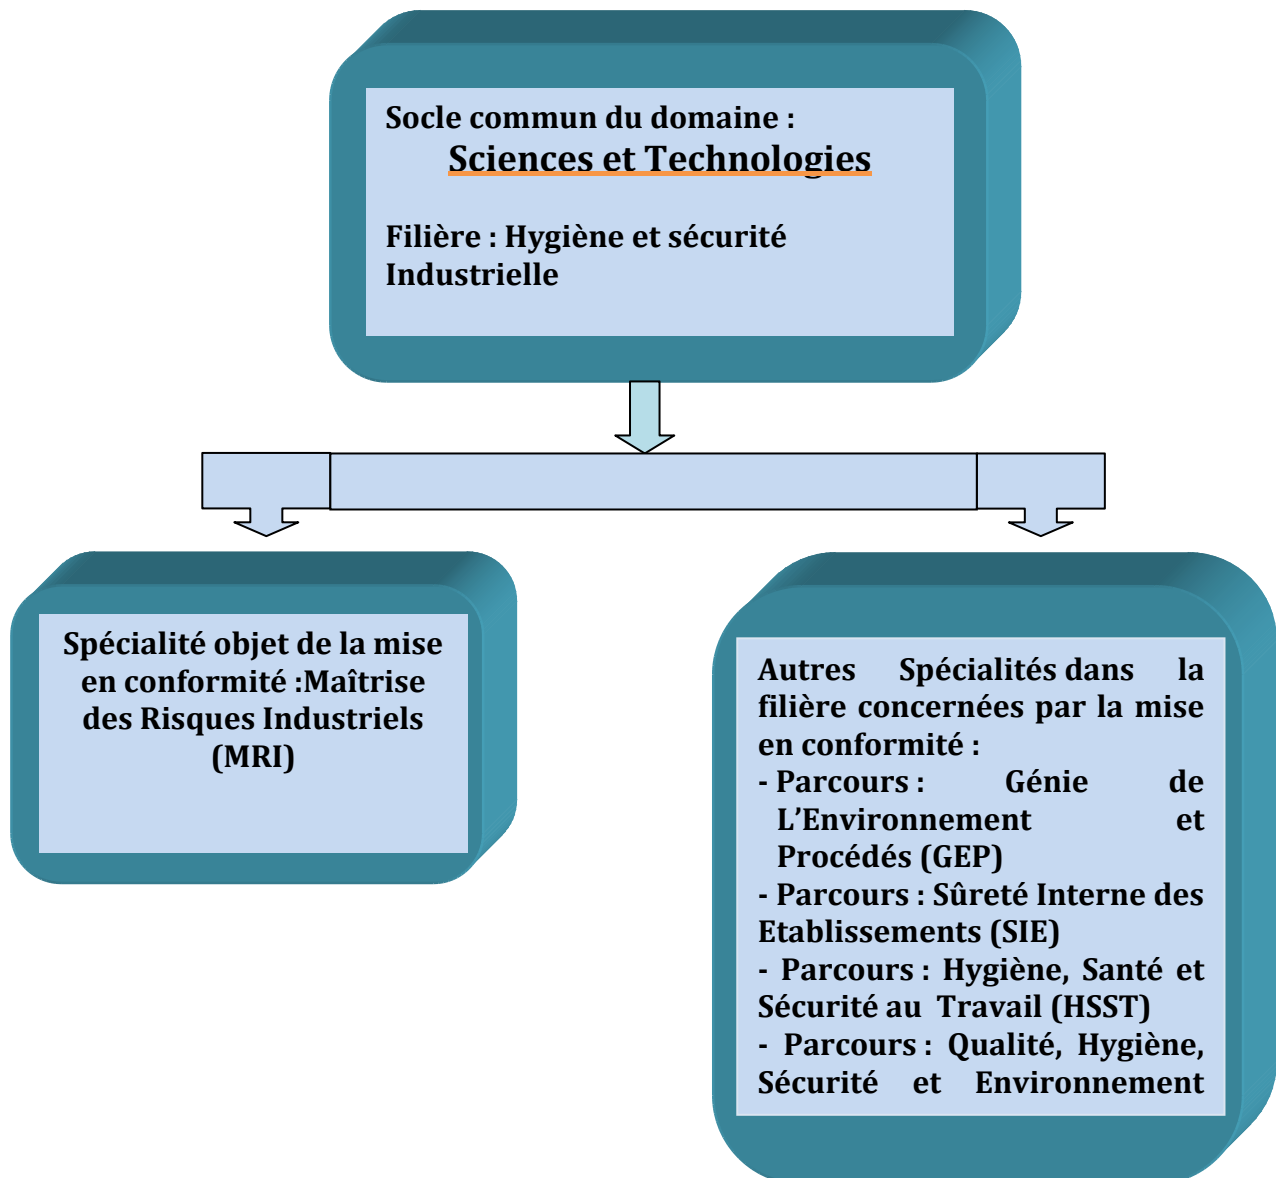 Socle commun du domaine :
Sciences et Technologies
Filière : Hygiène et sécurité
Industrielle
Spécialité objet de la mise
en conformité :Maîtrise
des Risques Industriels
(MRI)
Autres Spécialités dans la
filière concernées par la mise
en conformité :
- Parcours : Génie de
L’Environnement et
Procédés (GEP)
- Parcours : Sûreté Interne des
Etablissements (SIE)
- Parcours : Hygiène, Santé et
Sécurité au Travail (HSST)
- Parcours : Qualité, Hygiène,
Sécurité et Environnement